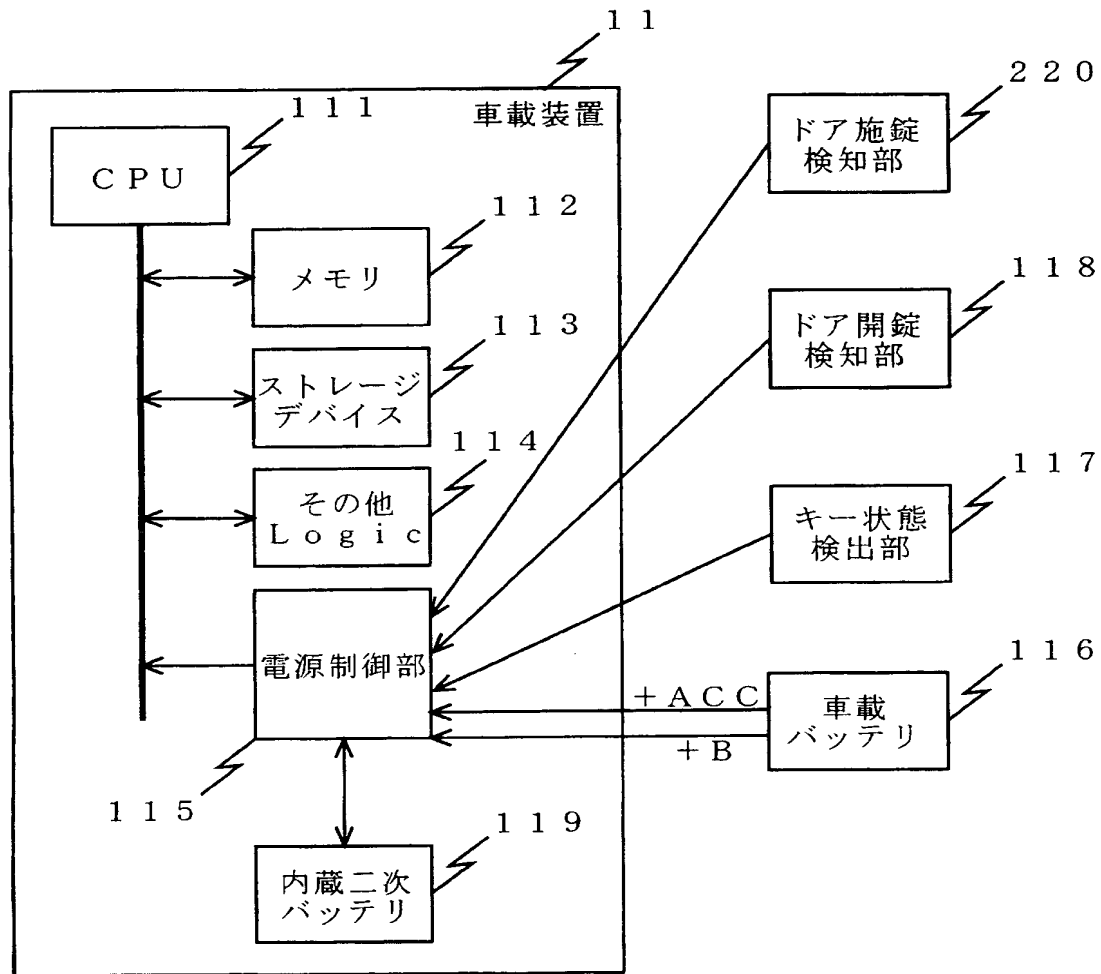 １１
車載装置
１１１
ＣＰＵ
１１２
メモリ
１１３
ストレージ
デバイス
１１４
その他
Ｌｏｇｉｃ
電源制御部
１１５
１１９
内蔵二次
バッテリ
２２０
ドア施錠
検知部
１１８
ドア開錠
検知部
１１７
キー状態
検出部
１１６
車載
バッテリ
＋ＡＣＣ
＋Ｂ